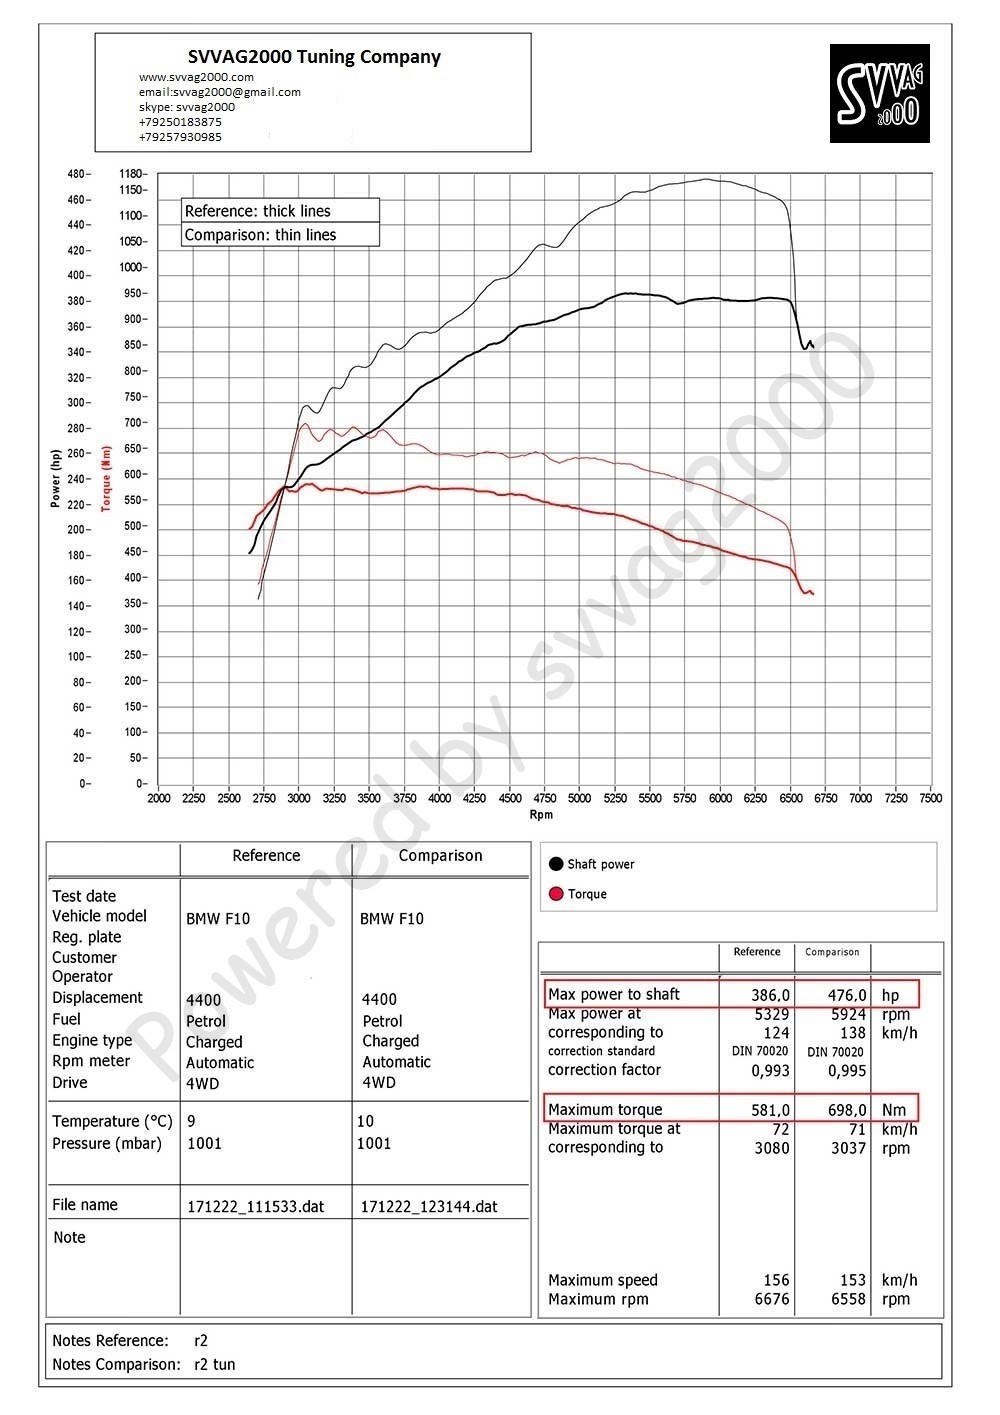 SVVAG2000 Tuning Company
www.svvag2000.com
email:svvag2000@gmail.com
skype: svvag2000
+79250183875
+79257930985
SVVAG
2000
480 460 440 420 400 380 360 340 320 300 280 260 240 220 200 180 160 140 120 100 80 60 40 20 0
Power (hp)
1180 1150 1100 1050 1000 950 900 850 800 750 700 650 600 550 500 450 400 350 300 250 200 150 100 50 0
Torque (Nm)
Reference: thick lines
Comparison: thin lines
2000 2250 2500 2750 3000 3250 3500 3750 4000 4250 4500 4750 5000 5250 5500 5750 6000 6250 6500 6750 7000 7250 7500
Rpm
Powered by svvag2000
Reference Comparison
Test date
Vehicle model BMW F10 BMW F10
Reg. plate
Customer
Operator
Displacement 4400 4400
Fuel Petrol Petrol
Engine type Charged Charged
Rpm meter Automatic Automatic
Drive 4WD 4WD
Temperature (°C) 9 10
Pressure (mbar) 1001 1001
File name 171222_111533.dat 171222_123144.dat
Note
Shaft power
Torque
Reference Comparison
Max power to shaft 386,0 476,0 hp
Max power at 5329 5924 rpm
corresponding to 124 138 km/h
correction standard DIN 70020 DIN 70020
correction factor 0,993 0,995
Maximum torque 581,0 698,0 Nm
Maximum torque at 72 71 km/h
corresponding to 3080 3037 rpm
Maximum speed 156 153 km/h
Maximum rpm 6676 6558 rpm
Notes Reference: r2
Notes Comparison: r2 tun